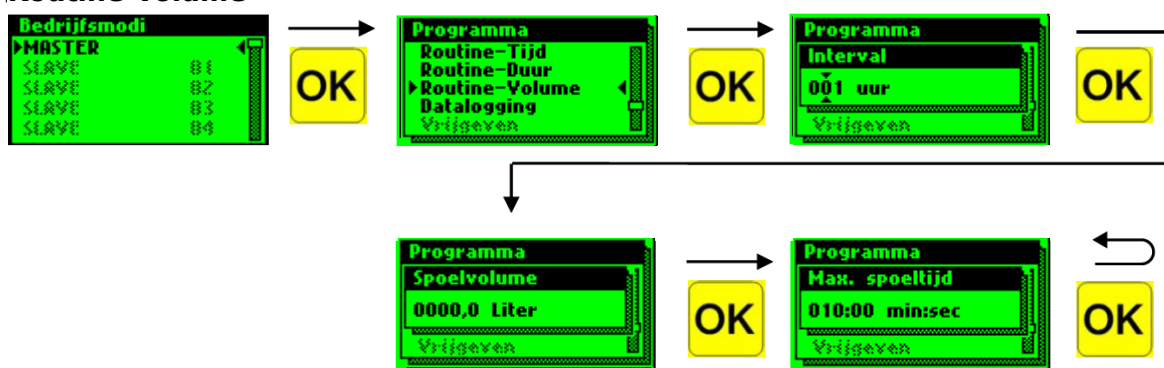 Routine-Volume
Bedrijfsmodi
MASTER
SLAVE 01
SLAVE 02
SLAVE 03
SLAVE 04
OK
Programma
Routine-Tijd
Routine-Duur
Routine-Volume
Datalogging
Vrijgeven
OK
Programma
Interval
001 uur
Vrijgeven
OK
Programma
Spoelvolume
0000,0 Liter
Vrijgeven
OK
Programma
Max. spoeltijd
010:00 min:sec
Vrijgeven
OK